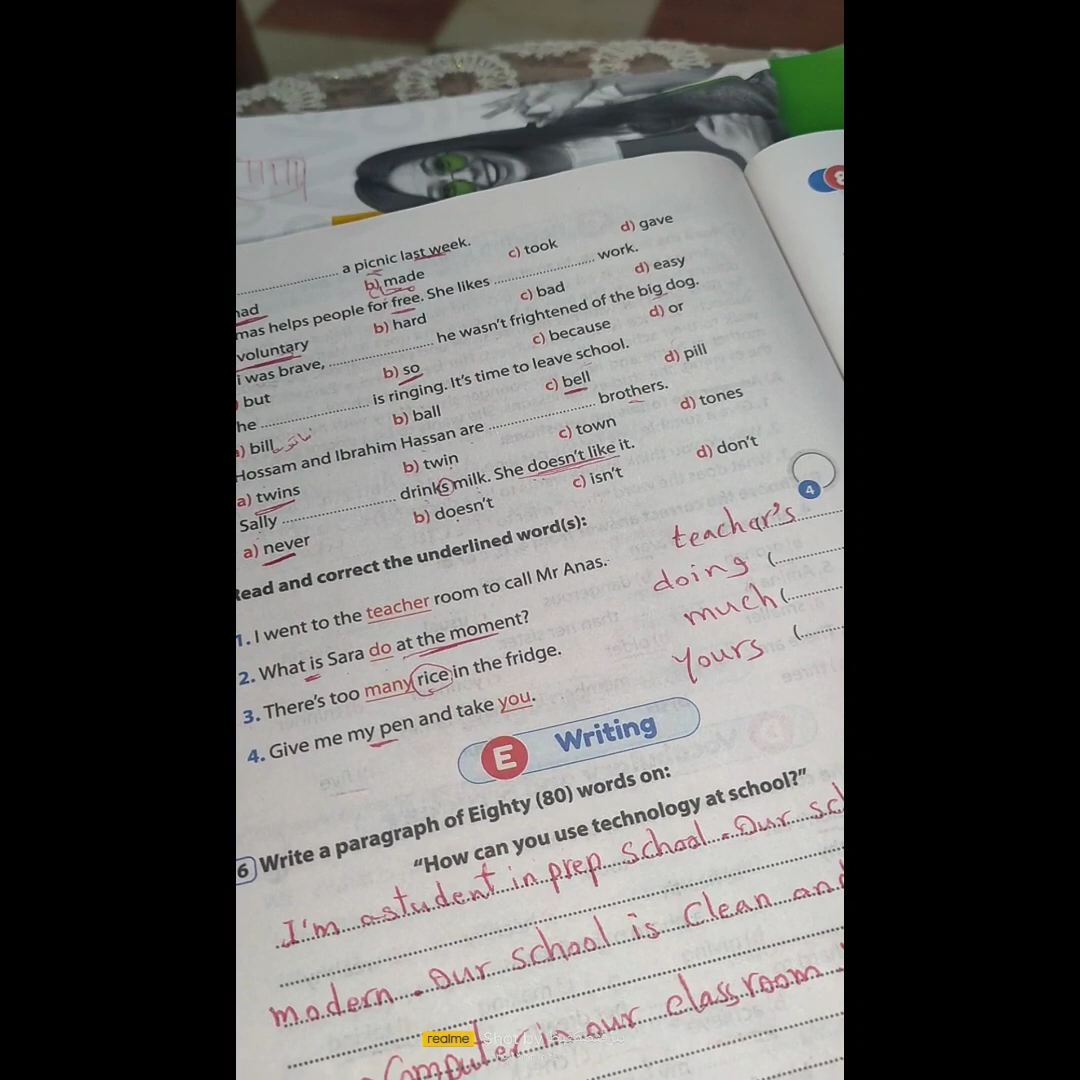 a picnic last week.
had b) made c) took d) gave
mas helps people for free. She likes .......... work.
voluntary b) hard c) bad d) easy
i was brave, .......... he wasn't frightened of the big dog.
but b) so c) because d) or
he .......... is ringing. It's time to leave school.
a) bill b) ball c) bell d) pill
Hossam and Ibrahim Hassan are .......... brothers.
a) twins b) twin c) town d) tones
Sally .......... drinks milk. She doesn't like it.
a) never b) doesn't c) isn't d) don't
4
Read and correct the underlined word(s):
1. I went to the teacher room to call Mr Anas. teacher's
2. What is Sara do at the moment? doing (..........
3. There's too many rice in the fridge. much (..........
4. Give me my pen and take you. yours (..........
E Writing
6 Write a paragraph of Eighty (80) words on:
"How can you use technology at school?"
I'm a student in prep school. Our sch
modern. Our school is clean and
Computer in our classroom.
realme Shot by